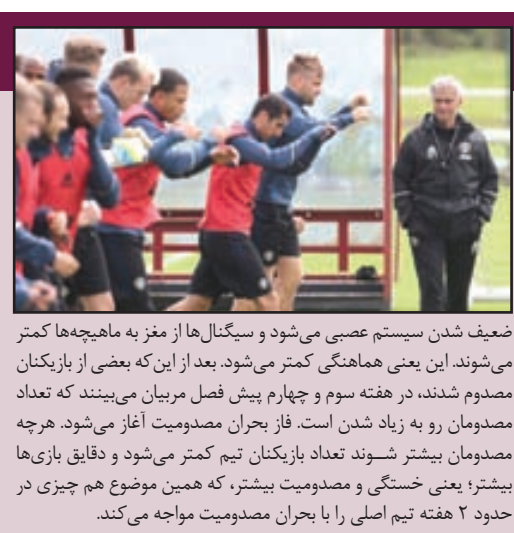 ضعیف شدن سیستم عصبی می‌شود و سیگنال‌ها از مغز به ماهیچه‌ها کمتر
می‌شوند. این یعنی هماهنگی کمتر می‌شود. بعد از این‌که بعضی از بازیکنان
مصدوم شدند، در هفته سوم و چهارم پیش فصل مربیان می‌بینند که تعداد
مصدومان رو به زیاد شدن است. فاز بحران مصدومیت آغاز می‌شود. هرچه
مصدومان بیشتر شــوند تعداد بازیکنان تیم کمتر می‌شود و دقایق بازی‌ها
بیشتر؛ یعنی خستگی و مصدومیت بیشتر، که همین موضوع هم چیزی در
حدود ۲ هفته تیم اصلی را با بحران مصدومیت مواجه می‌کند.